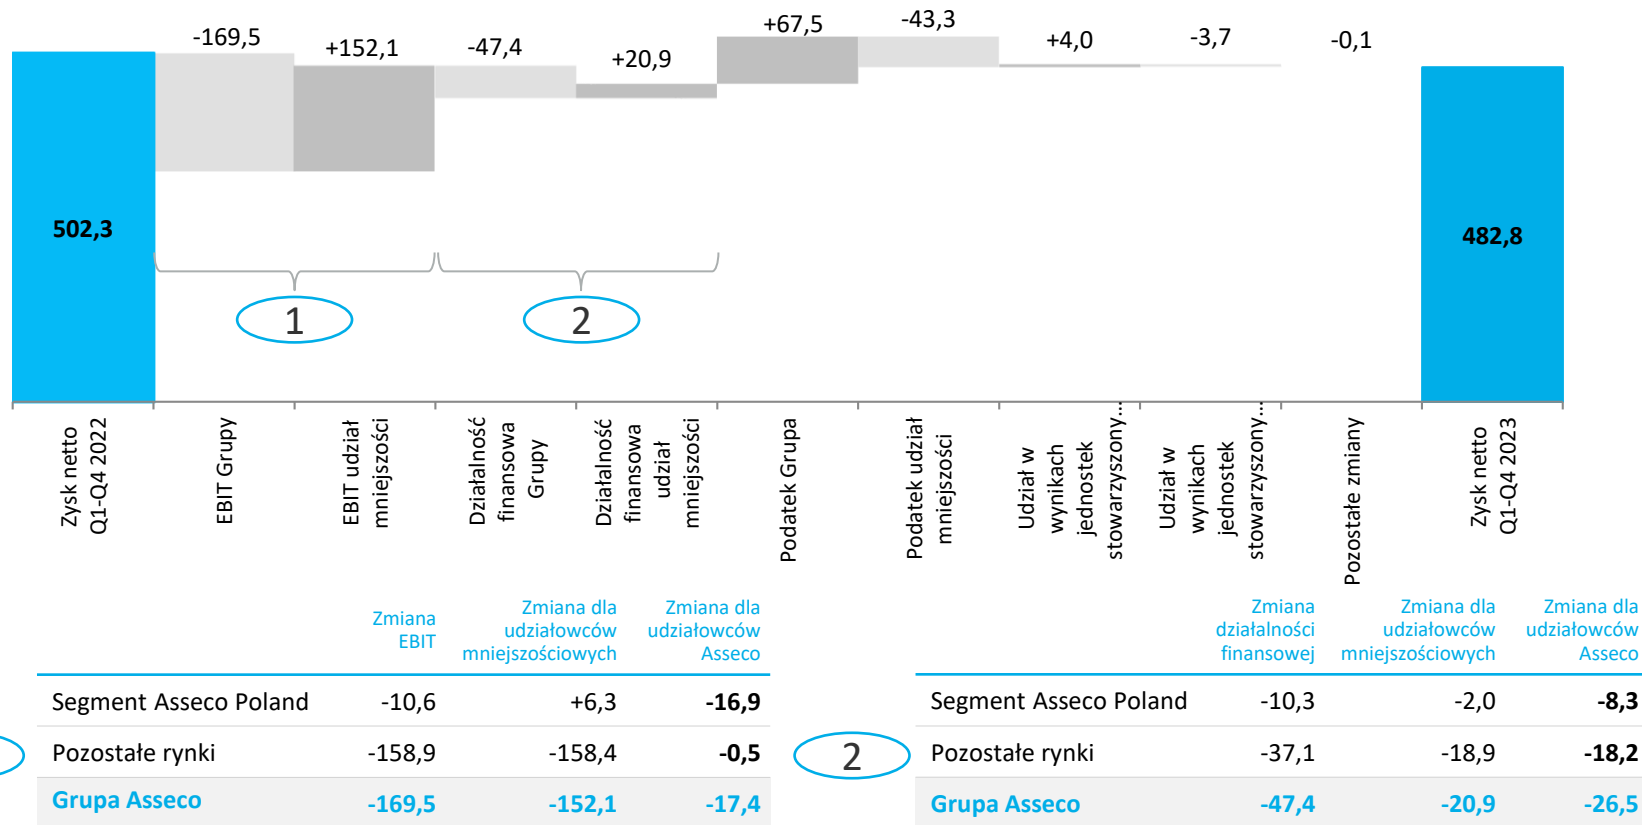 -169,5
+152,1
-47,4
+20,9
+67,5
-43,3
+4,0
-3,7
-0,1
502,3
482,8
1
2
Zysk netto
Q1-Q4 2022
EBIT Grupy
EBIT udział
mniejszości
Działalność
finansowa
Grupy
Działalność
finansowa
udział
mniejszości
Podatek Grupa
Podatek udział
mniejszości
Udział w
wynikach
jednostek
stowarzyszony...
Udział w
wynikach
jednostek
stowarzyszony...
Pozostałe zmiany
Zysk netto
Q1-Q4 2023
Zmiana
EBIT
Zmiana dla
udziałowców
mniejszościowych
Zmiana dla
udziałowców
Asseco
Segment Asseco Poland -10,6 +6,3 -16,9
Pozostałe rynki -158,9 -158,4 -0,5
Grupa Asseco -169,5 -152,1 -17,4
Zmiana
działalności
finansowej
Zmiana dla
udziałowców
mniejszościowych
Zmiana dla
udziałowców
Asseco
Segment Asseco Poland -10,3 -2,0 -8,3
2 Pozostałe rynki -37,1 -18,9 -18,2
Grupa Asseco -47,4 -20,9 -26,5